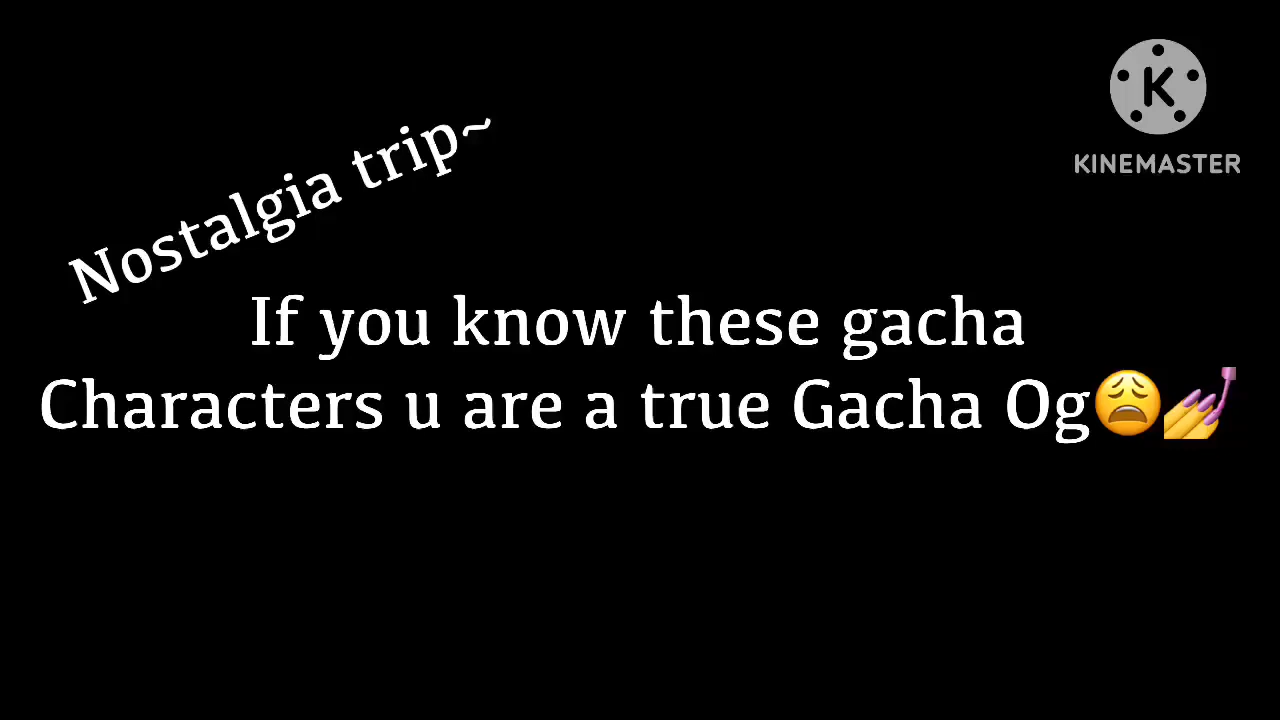 Nostalgia trip~
K
KINEMASTER
If you know these gacha
Characters u are a true Gacha Og😩💅